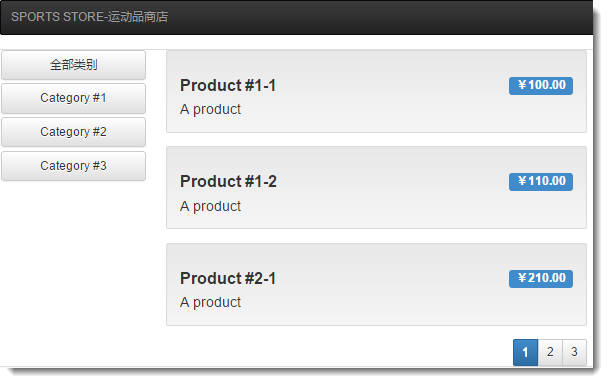 SPORTS STORE-运动品商店
全部类别
Category #1
Category #2
Category #3
Product #1-1
￥100.00
A product
Product #1-2
￥110.00
A product
Product #2-1
￥210.00
A product
1 2 3